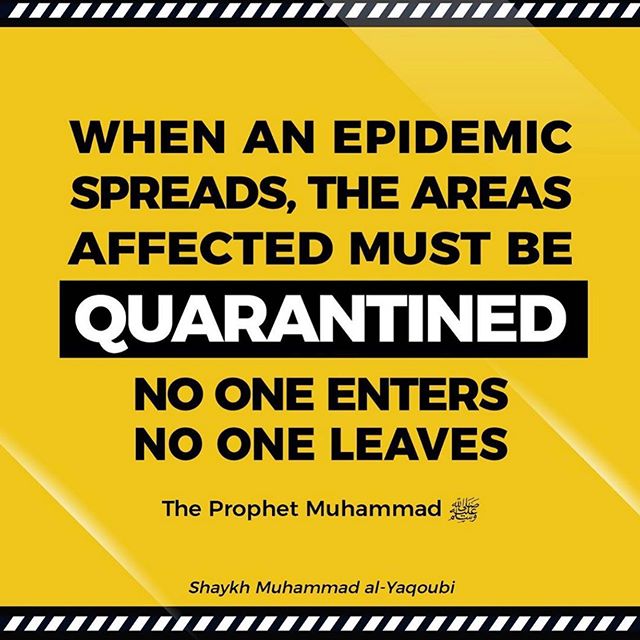 WHEN AN EPIDEMIC
SPREADS, THE AREAS
AFFECTED MUST BE
QUARANTINED
NO ONE ENTERS
NO ONE LEAVES
The Prophet Muhammad ﷺ
Shaykh Muhammad al-Yaqoubi